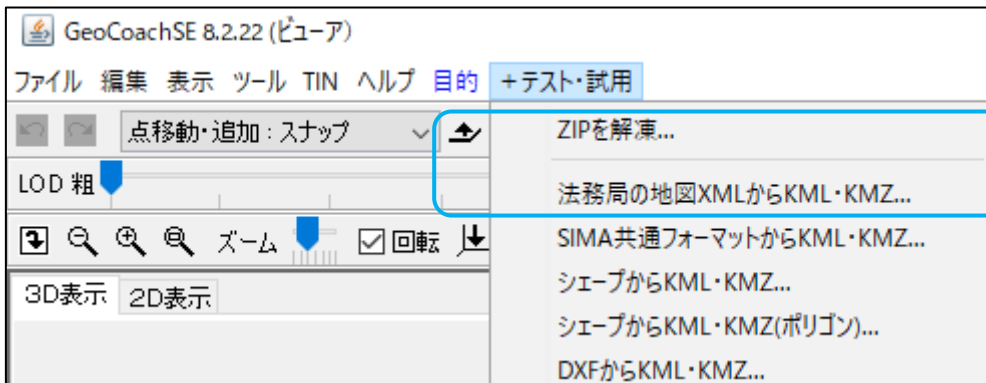 GeoCoachSE 8.2.22 (ビューア)
ファイル 編集 表示 ツール TIN ヘルプ 目的 +テスト・試用
点移動・追加:スナップ
ZIPを解凍...
LOD 粗
法務局の地図XMLからKML・KMZ...
ズーム 回転
SIMA共通フォーマットからKML・KMZ...
シェープからKML・KMZ...
3D表示 2D表示
シェープからKML・KMZ(ポリゴン)...
DXFからKML・KMZ...